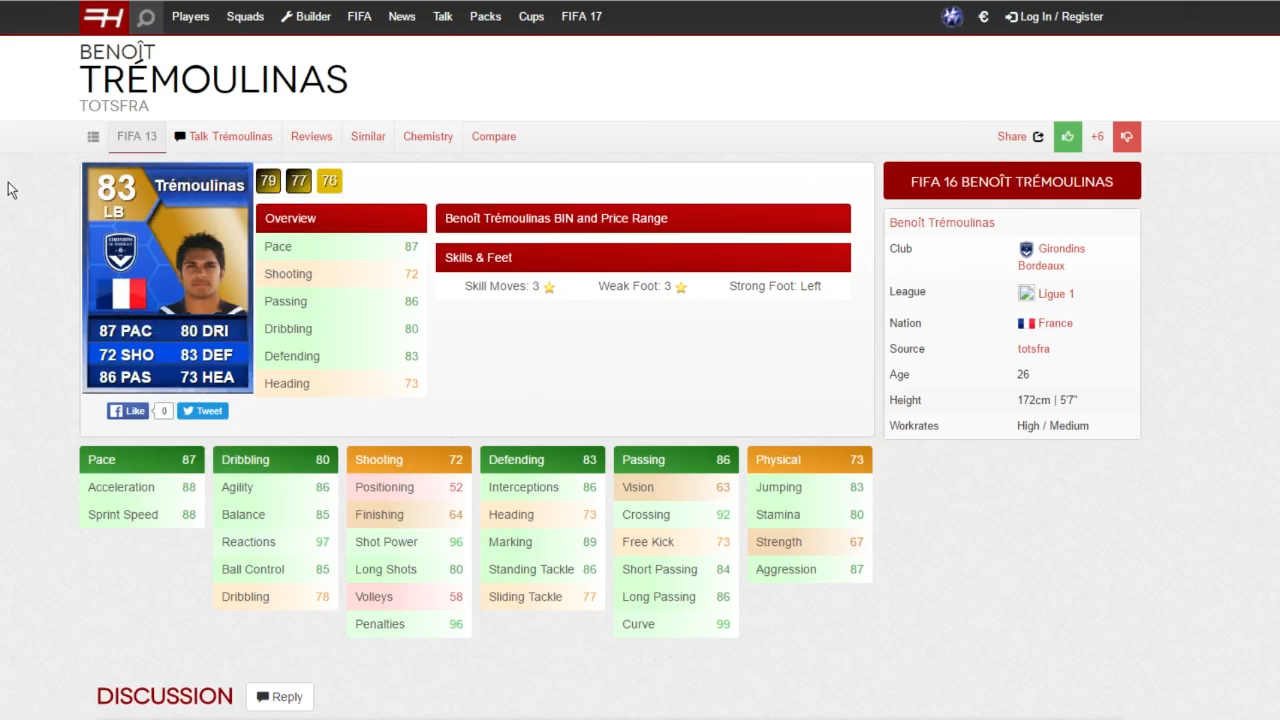 FH Players Squads Builder FIFA News Talk Packs Cups FIFA 17 € Log In / Register
BENOÎT
TRÉMOULINAS
TOTSFRA
FIFA 13 Talk Trémoulinas Reviews Similar Chemistry Compare Share +6
83 Trémoulinas
LB
87 PAC 80 DRI
72 SHO 83 DEF
86 PAS 73 HEA
Like 0 Tweet
79 77 76
Overview
Pace 87
Shooting 72
Passing 86
Dribbling 80
Defending 83
Heading 73
Benoît Trémoulinas BIN and Price Range
Skills & Feet
Skill Moves: 3 Weak Foot: 3 Strong Foot: Left
FIFA 16 BENOÎT TRÉMOULINAS
Benoît Trémoulinas
Club Girondins
Bordeaux
League Ligue 1
Nation France
Source totsfra
Age 26
Height 172cm | 5'7"
Workrates High / Medium
Pace 87
Acceleration 88
Sprint Speed 88
Dribbling 80
Agility 86
Balance 85
Reactions 97
Ball Control 85
Dribbling 78
Shooting 72
Positioning 52
Finishing 64
Shot Power 96
Long Shots 80
Volleys 58
Penalties 96
Defending 83
Interceptions 86
Heading 73
Marking 89
Standing Tackle 86
Sliding Tackle 77
Passing 86
Vision 63
Crossing 92
Free Kick 73
Short Passing 84
Long Passing 86
Curve 99
Physical 73
Jumping 83
Stamina 80
Strength 67
Aggression 87
DISCUSSION Reply